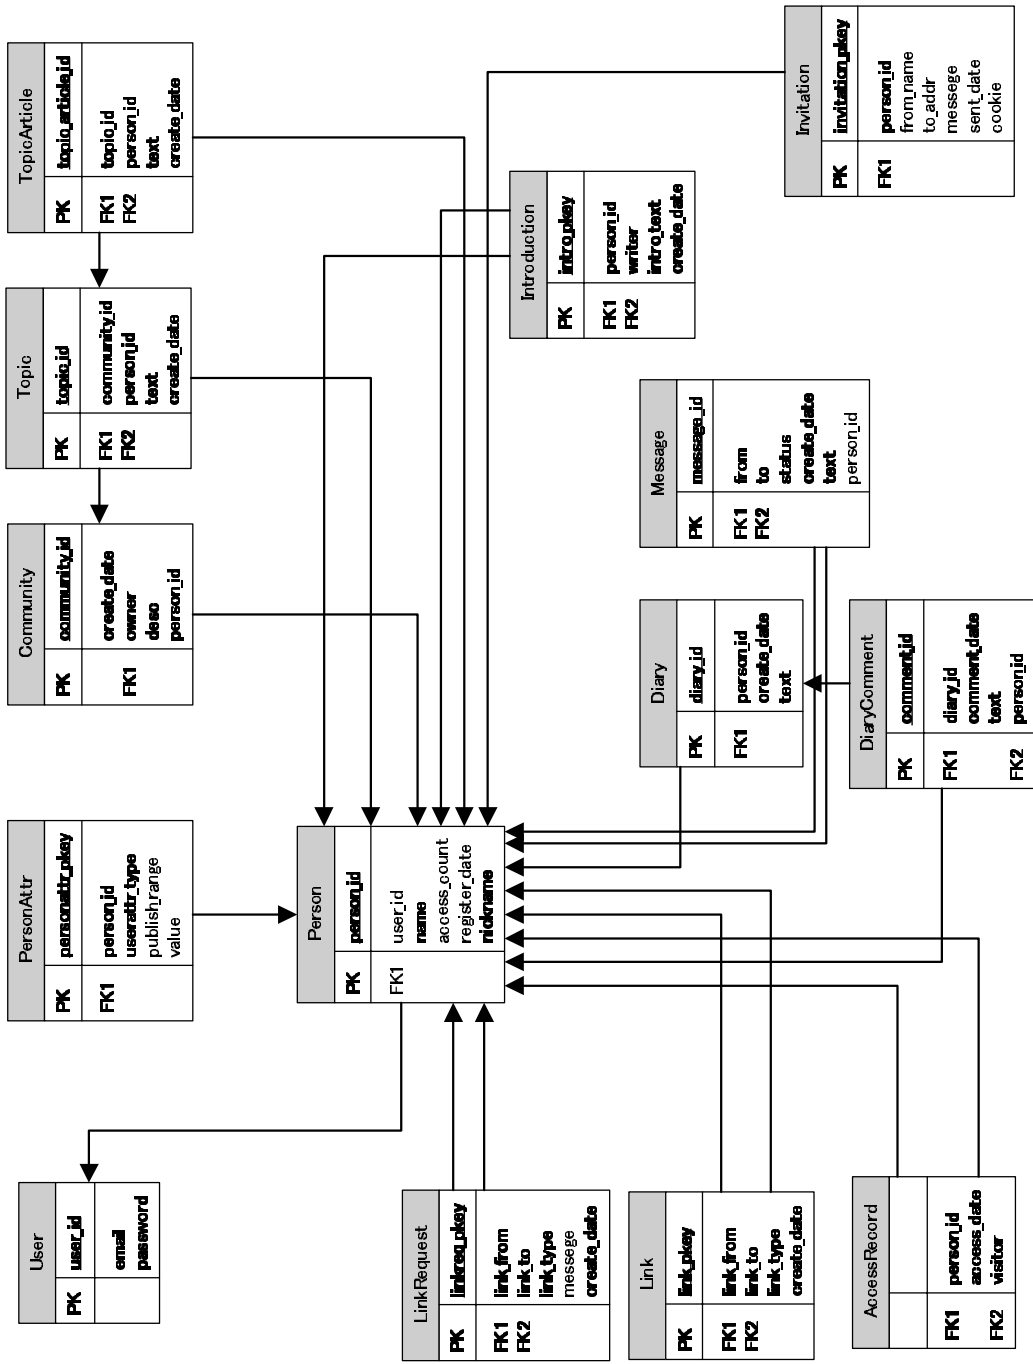 User
PK user_id
email
password
PersonAttr
PK personattr_pkey
FK1 person_id
userattr_type
publish_range
value
Community
PK community_id
create_date
FK1 owner
desc
person_id
Topic
PK topic_id
FK1 community_id
FK2 person_id
text
create_date
TopicArticle
PK topic_article_id
FK1 topic_id
FK2 person_id
text
create_date
Person
PK person_id
FK1 user_id
name
access_count
register_date
nickname
LinkRequest
PK linkreq_pkey
FK1 link_from
FK2 link_to
link_type
messege
create_date
Introduction
PK intro_pkey
FK1 person_id
FK2 writer
intro_text
create_date
Link
PK link_pkey
FK1 link_from
FK2 link_to
link_type
create_date
Diary
PK diary_id
FK1 person_id
create_date
text
Message
PK message_id
FK1 from
FK2 to
status
create_date
text
person_id
AccessRecord
FK1 person_id
access_date
FK2 visitor
DiaryComment
PK comment_id
FK1 diary_id
comment_date
text
FK2 person_id
Invitation
PK invitation_pkey
FK1 person_id
from_name
to_addr
messege
sent_date
cookie